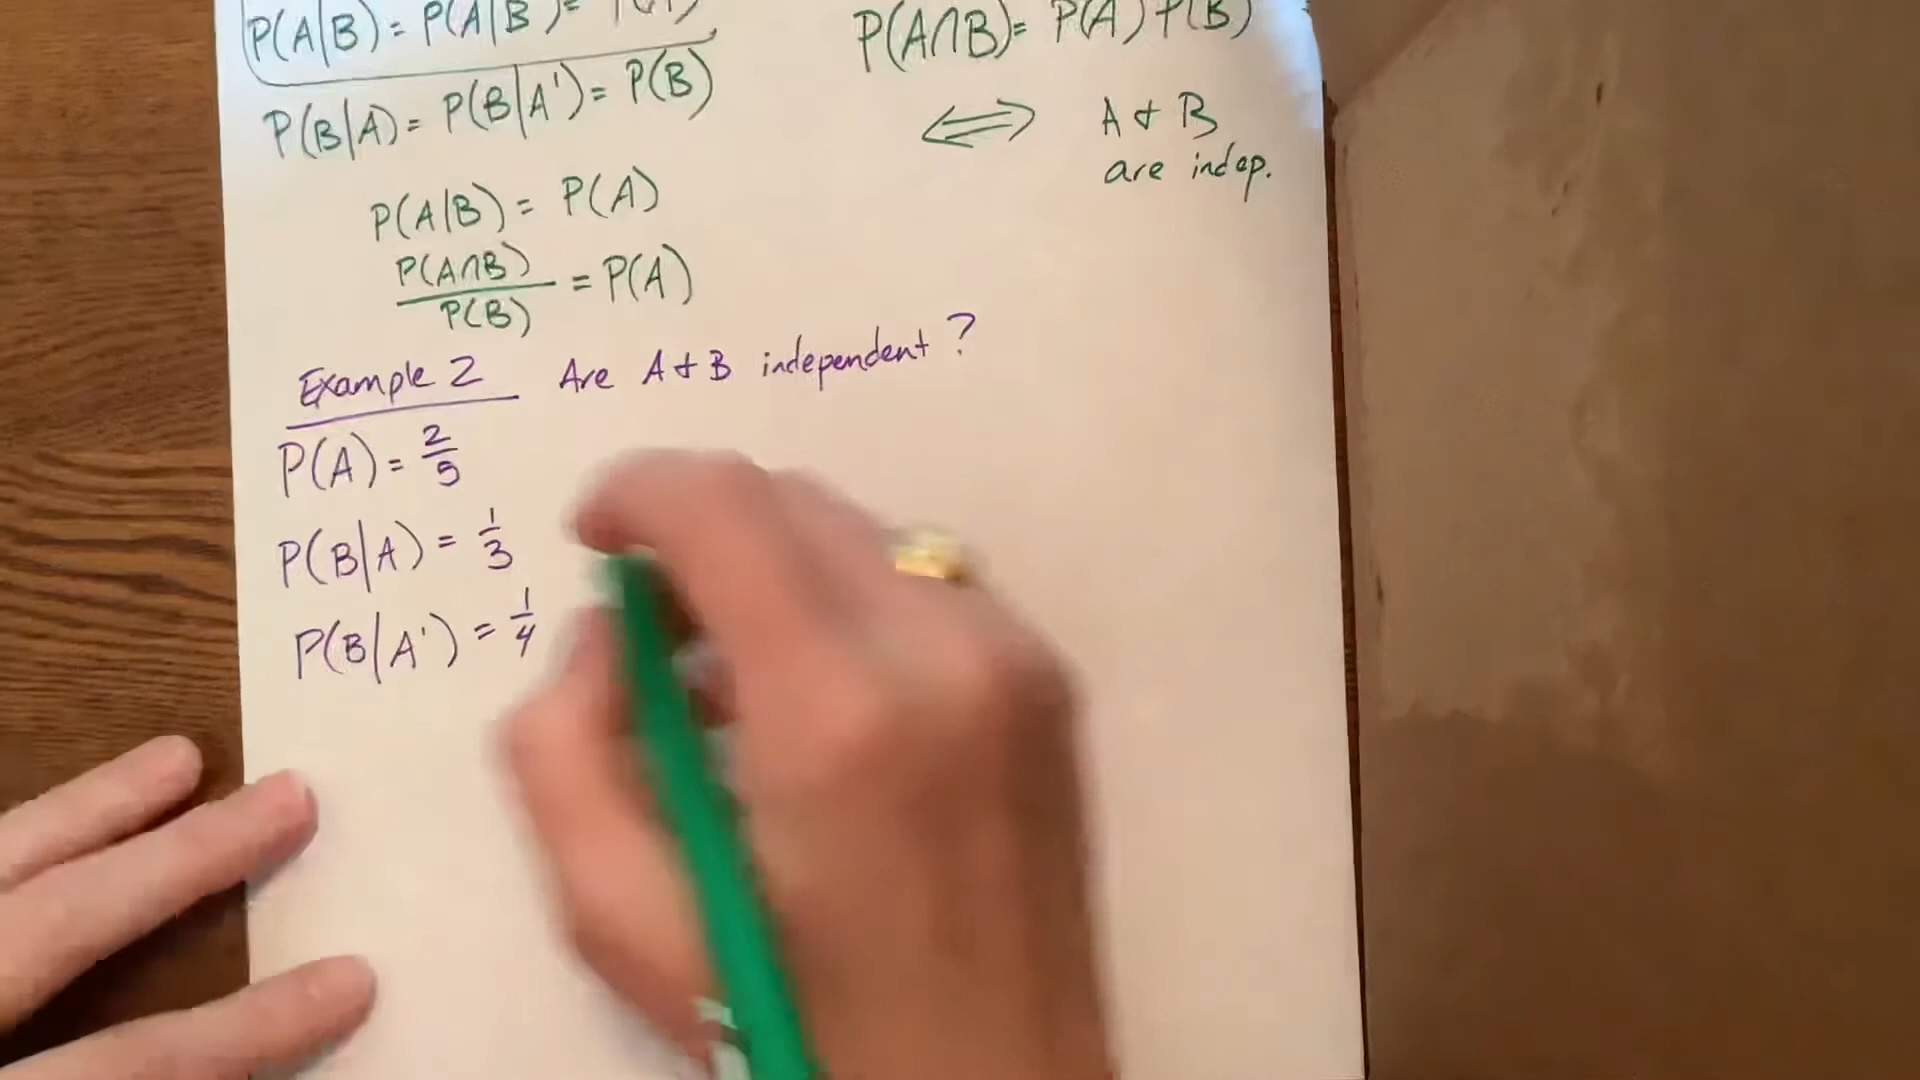 P(A|B) = P(A|B
P(B|A) = P(B|A') = P(B)
P(A|B) = P(A)
P(A∩B)
P(B)
= P(A)
P(A∩B) = P(A) P(B)
⟺ A & B
are indep.
Example 2 Are A & B independent?
P(A) = 2/5
P(B|A) = 1/3
P(B|A') = 1/4